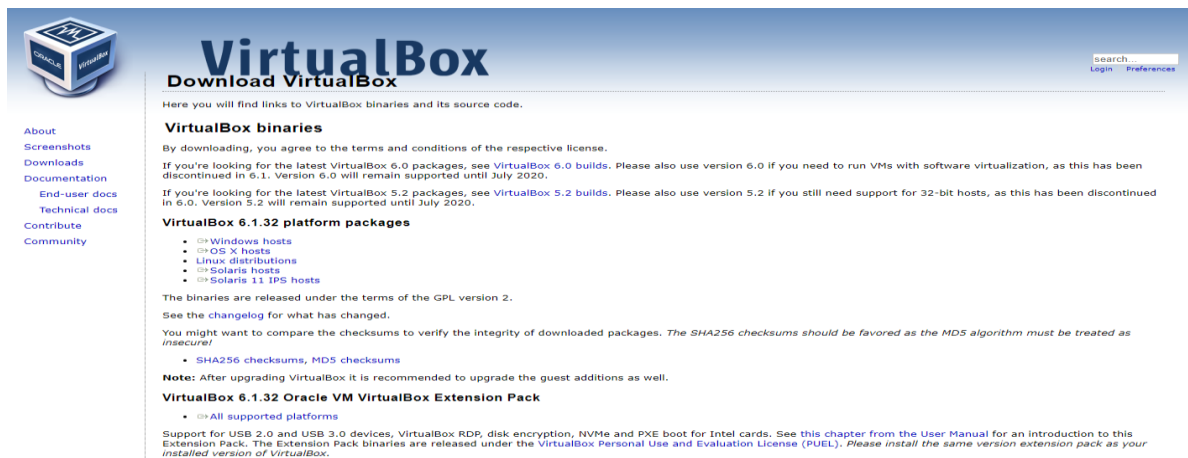 VirtualBox
ORACLE
VirtualBox
search...
Login Preferences
About
Screenshots
Downloads
Documentation
End-user docs
Technical docs
Contribute
Community
Download VirtualBox
Here you will find links to VirtualBox binaries and its source code.
VirtualBox binaries
By downloading, you agree to the terms and conditions of the respective license.
If you're looking for the latest VirtualBox 6.0 packages, see VirtualBox 6.0 builds. Please also use version 6.0 if you need to run VMs with software virtualization, as this has been
discontinued in 6.1. Version 6.0 will remain supported until July 2020.
If you're looking for the latest VirtualBox 5.2 packages, see VirtualBox 5.2 builds. Please also use version 5.2 if you still need support for 32-bit hosts, as this has been discontinued
in 6.0. Version 5.2 will remain supported until July 2020.
VirtualBox 6.1.32 platform packages
• Windows hosts
• OS X hosts
• Linux distributions
• Solaris hosts
• Solaris 11 IPS hosts
The binaries are released under the terms of the GPL version 2.
See the changelog for what has changed.
You might want to compare the checksums to verify the integrity of downloaded packages. The SHA256 checksums should be favored as the MD5 algorithm must be treated as
insecure!
• SHA256 checksums, MD5 checksums
Note: After upgrading VirtualBox it is recommended to upgrade the guest additions as well.
VirtualBox 6.1.32 Oracle VM VirtualBox Extension Pack
• All supported platforms
Support for USB 2.0 and USB 3.0 devices, VirtualBox RDP, disk encryption, NVMe and PXE boot for Intel cards. See this chapter from the User Manual for an introduction to this
Extension Pack. The Extension Pack binaries are released under the VirtualBox Personal Use and Evaluation License (PUEL). Please install the same version extension pack as your
installed version of VirtualBox.